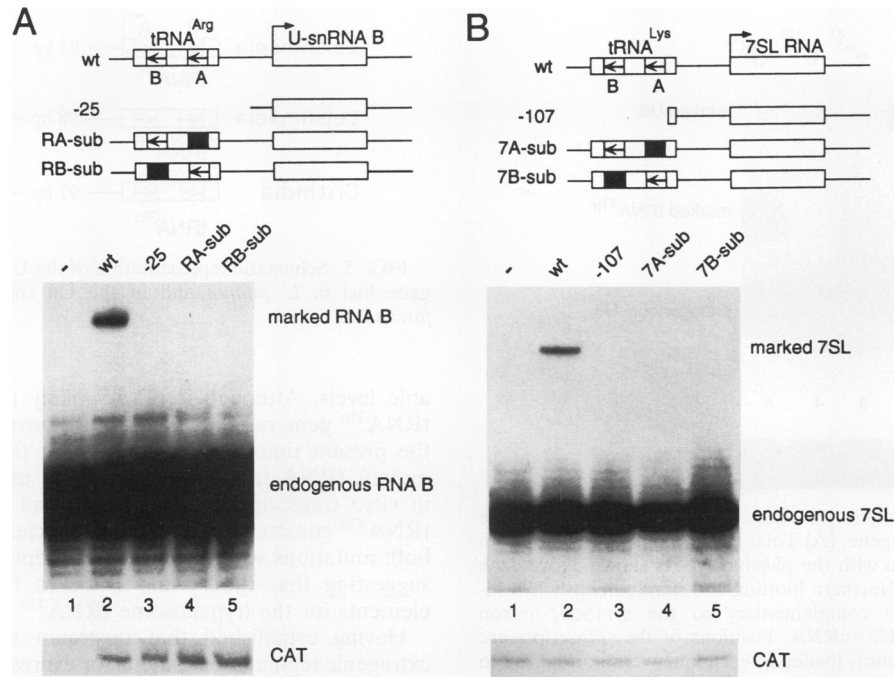 A
tRNA^Arg
U-snRNA B
wt
B A
-25
RA-sub
RB-sub
- wt -25 RA-sub RB-sub
marked RNA B
endogenous RNA B
1 2 3 4 5
CAT
B
tRNA^Lys
7SL RNA
wt
B A
-107
7A-sub
7B-sub
- wt -107 7A-sub 7B-sub
marked 7SL
endogenous 7SL
1 2 3 4 5
CAT